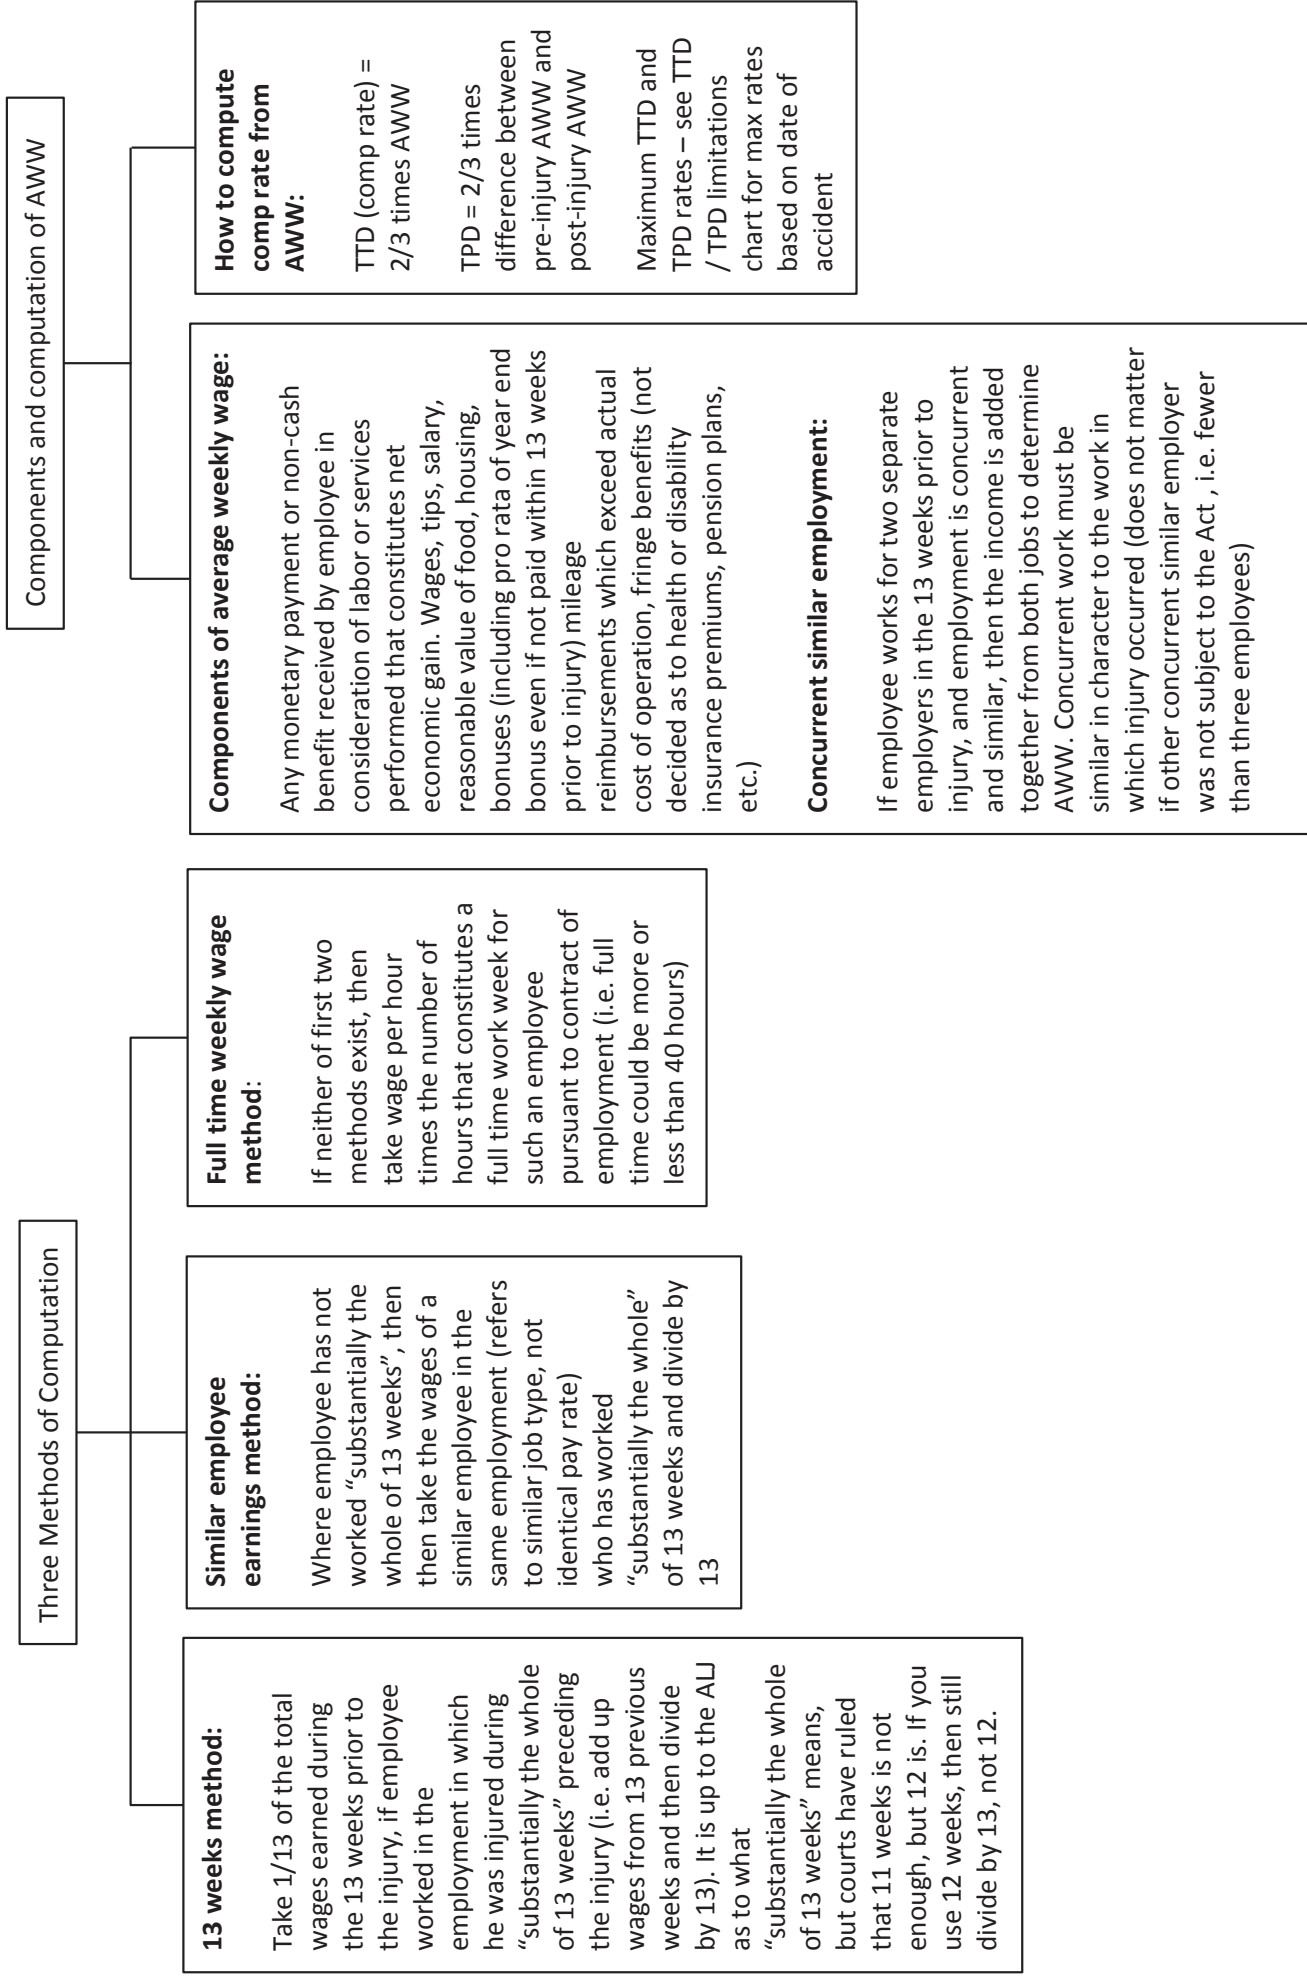 Three Methods of Computation
13 weeks method:
Take 1/13 of the total
wages earned during
the 13 weeks prior to
the injury, if employee
worked in the
employment in which
he was injured during
“substantially the whole
of 13 weeks” preceding
the injury (i.e. add up
wages from 13 previous
weeks and then divide
by 13). It is up to the ALJ
as to what
“substantially the whole
of 13 weeks” means,
but courts have ruled
that 11 weeks is not
enough, but 12 is. If you
use 12 weeks, then still
divide by 13, not 12.
Similar employee
earnings method:
Where employee has not
worked “substantially the
whole of 13 weeks”, then
then take the wages of a
similar employee in the
same employment (refers
to similar job type, not
identical pay rate)
who has worked
“substantially the whole”
of 13 weeks and divide by
13
Full time weekly wage
method:
If neither of first two
methods exist, then
take wage per hour
times the number of
hours that constitutes a
full time work week for
such an employee
pursuant to contract of
employment (i.e. full
time could be more or
less than 40 hours)
Components and computation of AWW
Components of average weekly wage:
Any monetary payment or non-cash
benefit received by employee in
consideration of labor or services
performed that constitutes net
economic gain. Wages, tips, salary,
reasonable value of food, housing,
bonuses (including pro rata of year end
bonus even if not paid within 13 weeks
prior to injury) mileage
reimbursements which exceed actual
cost of operation, fringe benefits (not
decided as to health or disability
insurance premiums, pension plans,
etc.)
Concurrent similar employment:
If employee works for two separate
employers in the 13 weeks prior to
injury, and employment is concurrent
and similar, then the income is added
together from both jobs to determine
AWW. Concurrent work must be
similar in character to the work in
which injury occurred (does not matter
if other concurrent similar employer
was not subject to the Act , i.e. fewer
than three employees)
How to compute
comp rate from
AWW:
TTD (comp rate) =
2/3 times AWW
TPD = 2/3 times
difference between
pre-injury AWW and
post-injury AWW
Maximum TTD and
TPD rates – see TTD
/ TPD limitations
chart for max rates
based on date of
accident